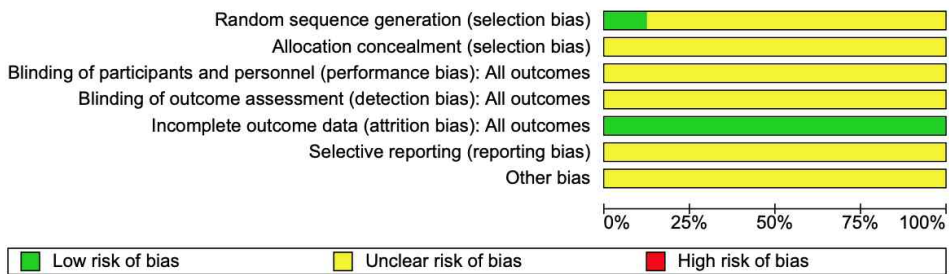 Random sequence generation (selection bias)
Allocation concealment (selection bias)
Blinding of participants and personnel (performance bias): All outcomes
Blinding of outcome assessment (detection bias): All outcomes
Incomplete outcome data (attrition bias): All outcomes
Selective reporting (reporting bias)
Other bias
0% 25% 50% 75% 100%
Low risk of bias Unclear risk of bias High risk of bias